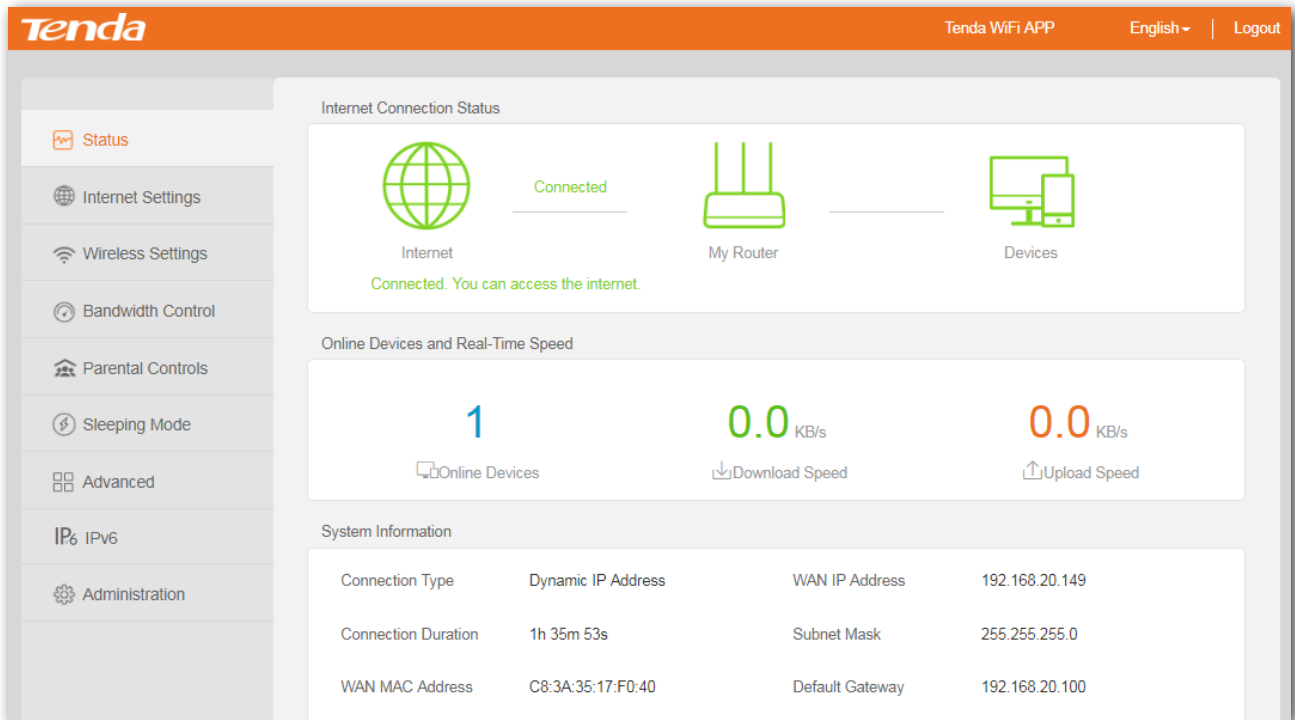 Tenda
Tenda WiFi APP English Logout
Status
Internet Settings
Wireless Settings
Bandwidth Control
Parental Controls
Sleeping Mode
Advanced
IPv6 IPv6
Administration
Internet Connection Status
Connected
Internet My Router Devices
Connected. You can access the internet.
Online Devices and Real-Time Speed
1 0.0 KB/s 0.0 KB/s
Online Devices Download Speed Upload Speed
System Information
Connection Type Dynamic IP Address WAN IP Address 192.168.20.149
Connection Duration 1h 35m 53s Subnet Mask 255.255.255.0
WAN MAC Address C8:3A:35:17:F0:40 Default Gateway 192.168.20.100